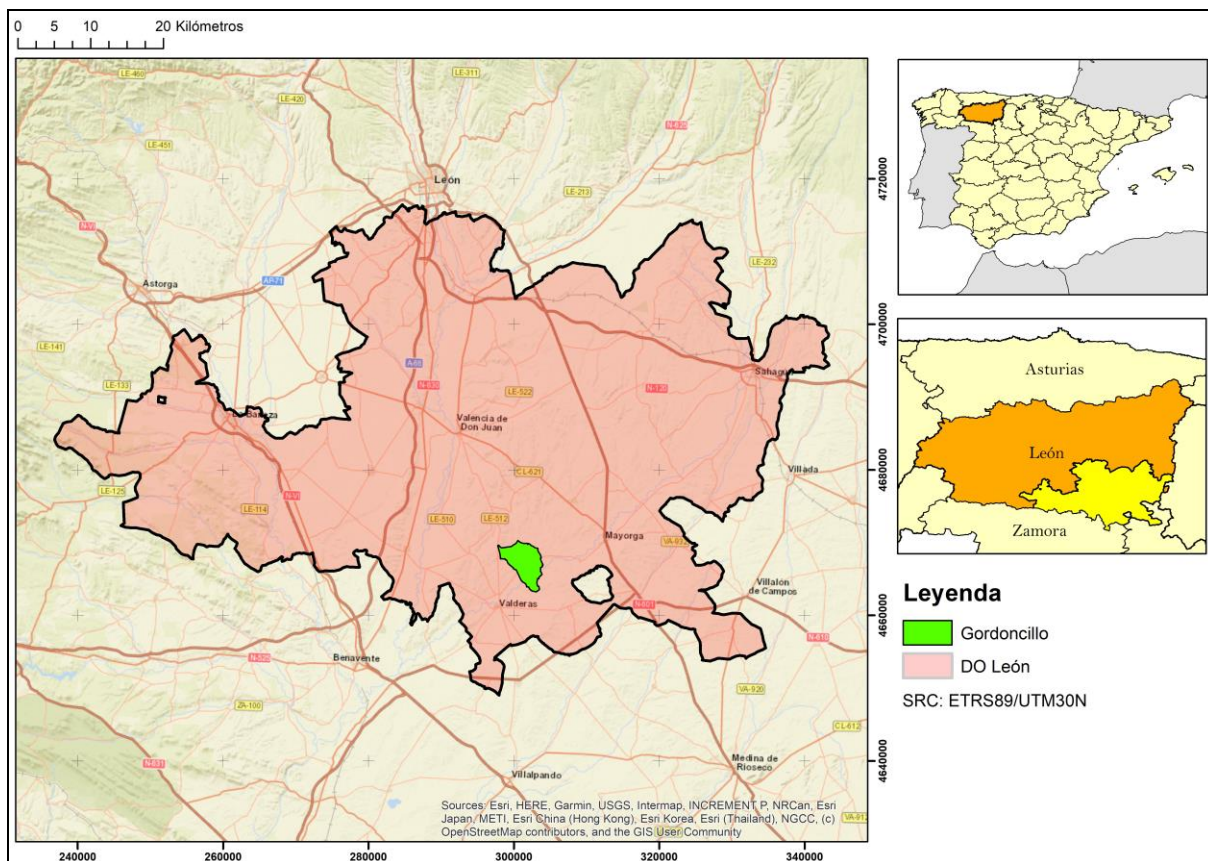 0 5 10 20 Kilómetros
LE-460
LE-311
LE-420
N-625
LE-451
León
LE-213
N-VI
LE-232
Astorga
AP-71
LE-141
A-66
Sahagún
LE-133
N-630
LE-522
N-120
La Bañeza
Valencia de
Don Juan
CL-621
Villada
LE-125
N-VI
LE-114
LE-510
LE-512
Mayorga
VA-932
Villalón
de Campos
Valderas
N-601
N-610
Benavente
N-525
VA-920
ZA-100
CL-612
Medina de
Rioseco
N-631
Villalpando
VA-912
Sources: Esri, HERE, Garmin, USGS, Intermap, INCREMENT P, NRCan, Esri
Japan, METI, Esri China (Hong Kong), Esri Korea, Esri (Thailand), NGCC, (c)
OpenStreetMap contributors, and the GIS User Community
4720000
4700000
4680000
4660000
4640000
240000 260000 280000 300000 320000 340000
Asturias
León
Zamora
Leyenda
Gordoncillo
DO León
SRC: ETRS89/UTM30N